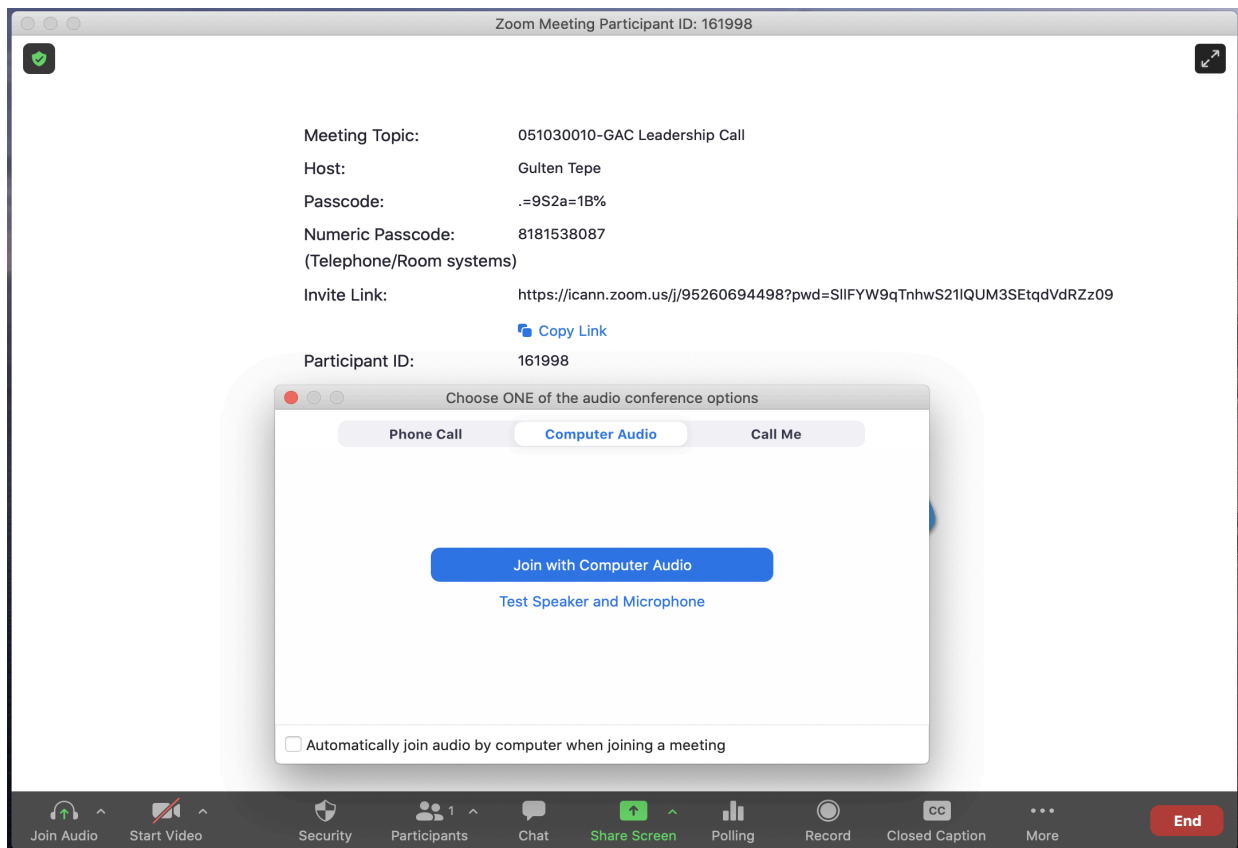 Zoom Meeting Participant ID: 161998
Meeting Topic: 051030010-GAC Leadership Call
Host: Gulten Tepe
Passcode: .=9S2a=1B%
Numeric Passcode: 8181538087
(Telephone/Room systems)
Invite Link: https://icann.zoom.us/j/95260694498?pwd=SllFYW9qTnhwS21lQUM3SEtqdVdRZz09
Copy Link
Participant ID: 161998
Choose ONE of the audio conference options
Phone Call Computer Audio Call Me
Join with Computer Audio
Test Speaker and Microphone
Automatically join audio by computer when joining a meeting
1 CC
Join Audio Start Video Security Participants Chat Share Screen Polling Record Closed Caption More End